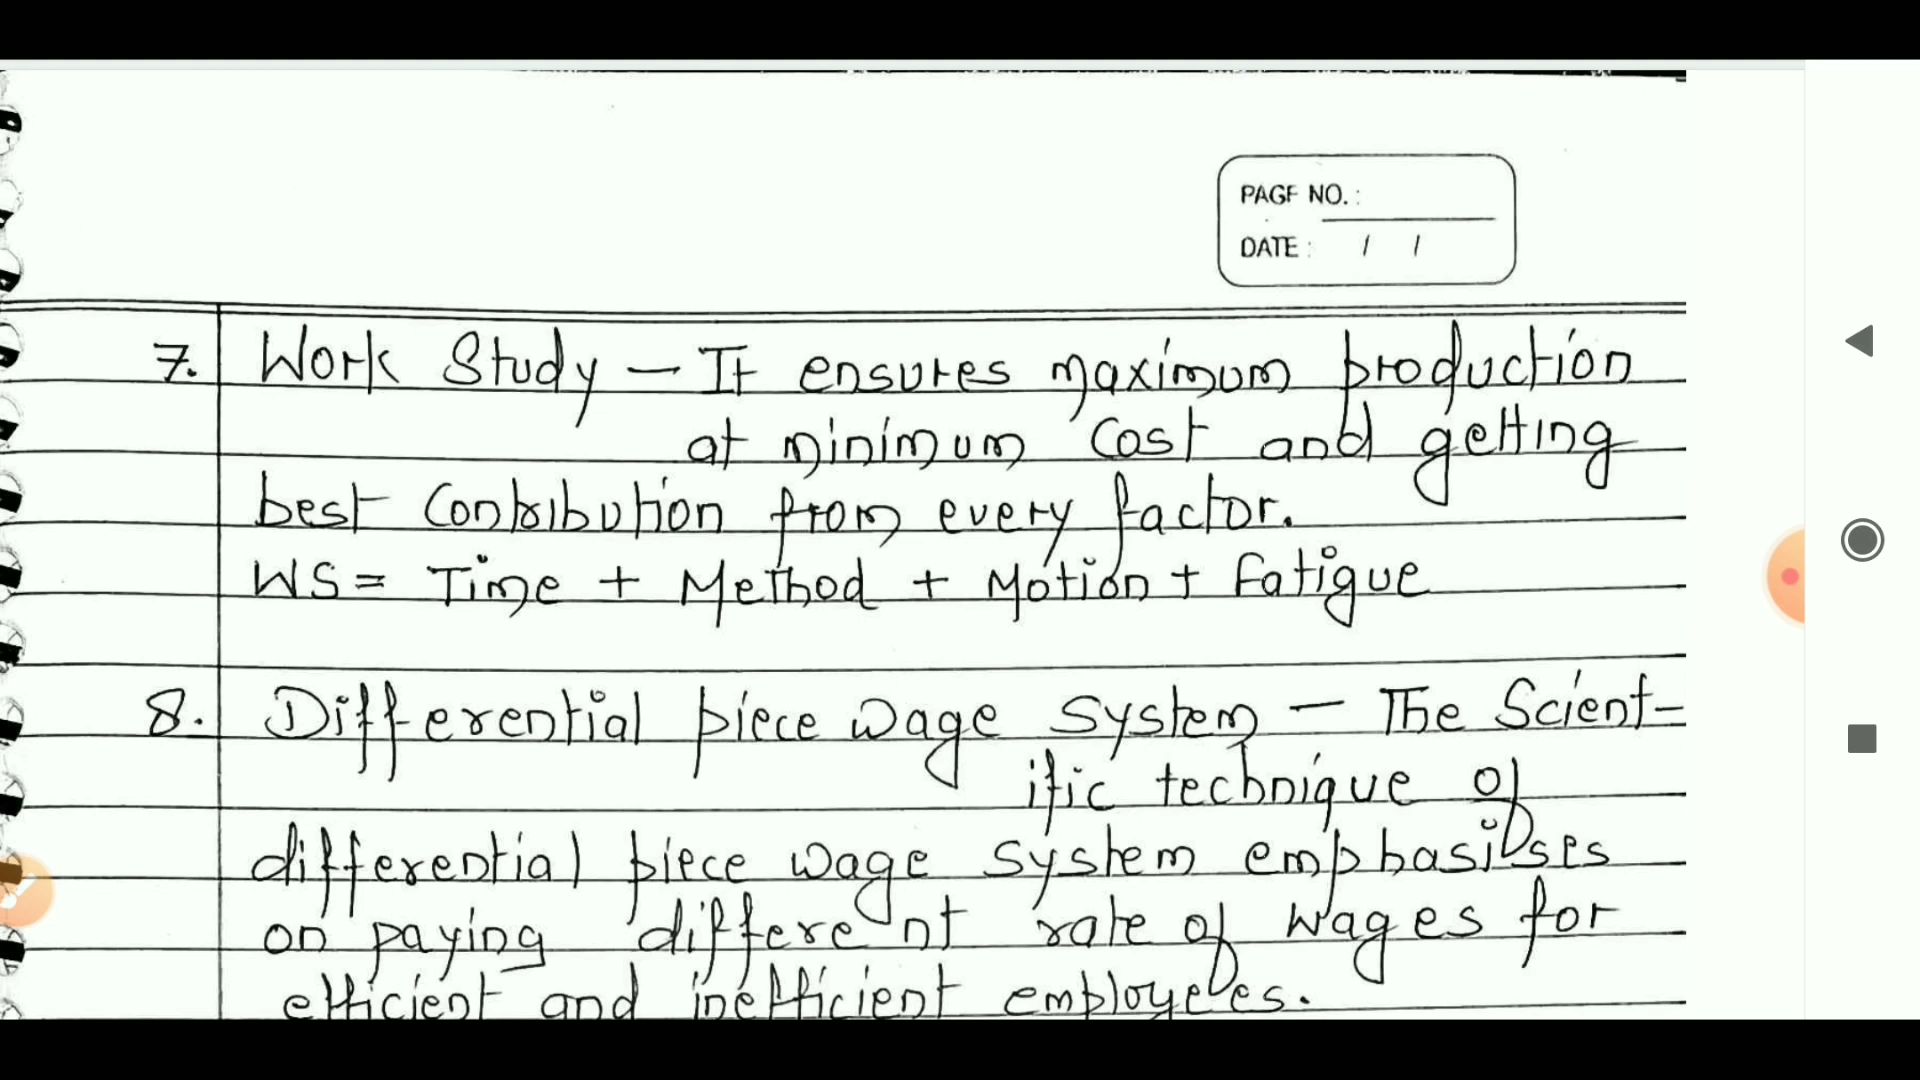 PAGE NO. :
DATE : / /
7. Work Study - It ensures maximum production
at minimum cost and getting
best contribution from every factor.
WS = Time + Method + Motion + Fatigue
8. Differential piece wage system - The Scient-
ific technique of
differential piece wage system emphasises
on paying different rate of wages for
efficient and inefficient employees.